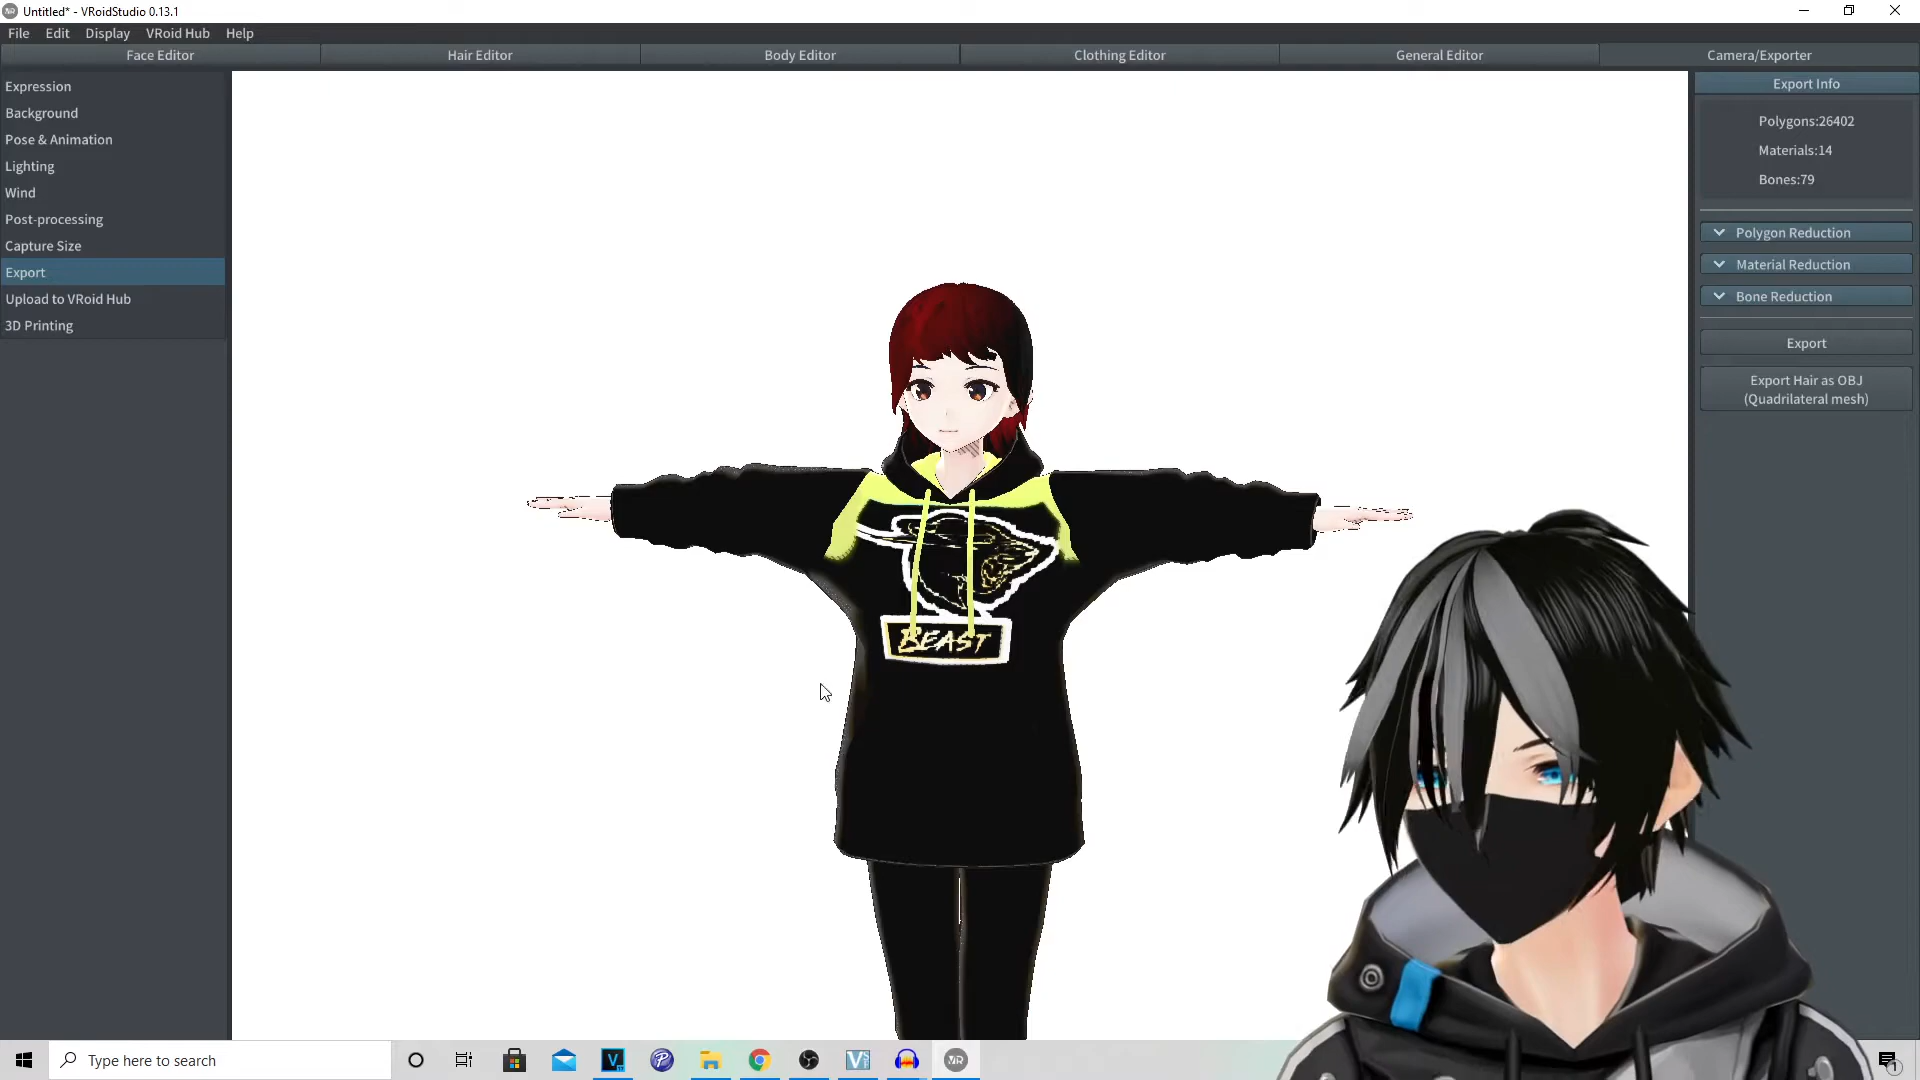 Untitled* - VRoidStudio 0.13.1
File Edit Display VRoid Hub Help
Face Editor Hair Editor Body Editor Clothing Editor General Editor Camera/Exporter
Expression
Background
Pose & Animation
Lighting
Wind
Post-processing
Capture Size
Export
Upload to VRoid Hub
3D Printing
Export Info
Polygons:26402
Materials:14
Bones:79
Polygon Reduction
Material Reduction
Bone Reduction
Export
Export Hair as OBJ
(Quadrilateral mesh)
BEAST
Type here to search